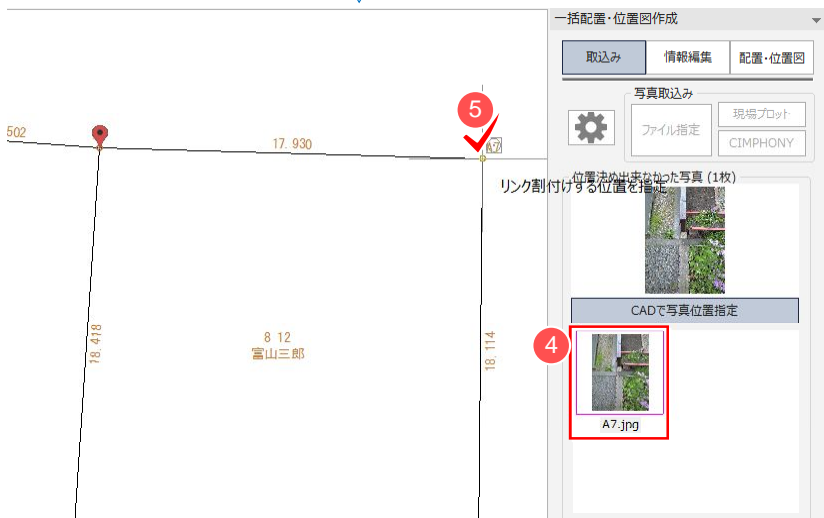 一括配置・位置図作成
取込み
情報編集
配置・位置図
写真取込み
ファイル指定
現場プロット
CIMPHONY
位置決め出来なかった写真 (1枚)
CADで写真位置指定
4
A7.jpg
502
17.930
5
A7
リンク割付けする位置を指定
18.418
8 12
富山三郎
18.114